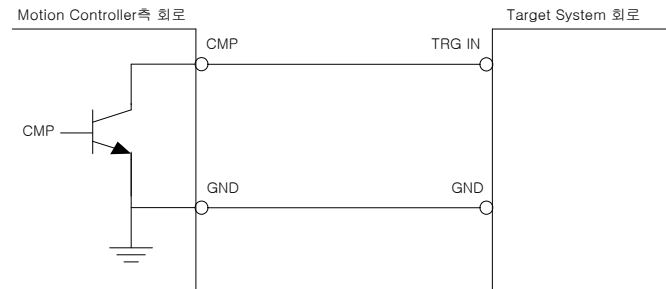 Motion Controller측 회로
Target System 회로
CMP
TRG IN
CMP
GND
GND